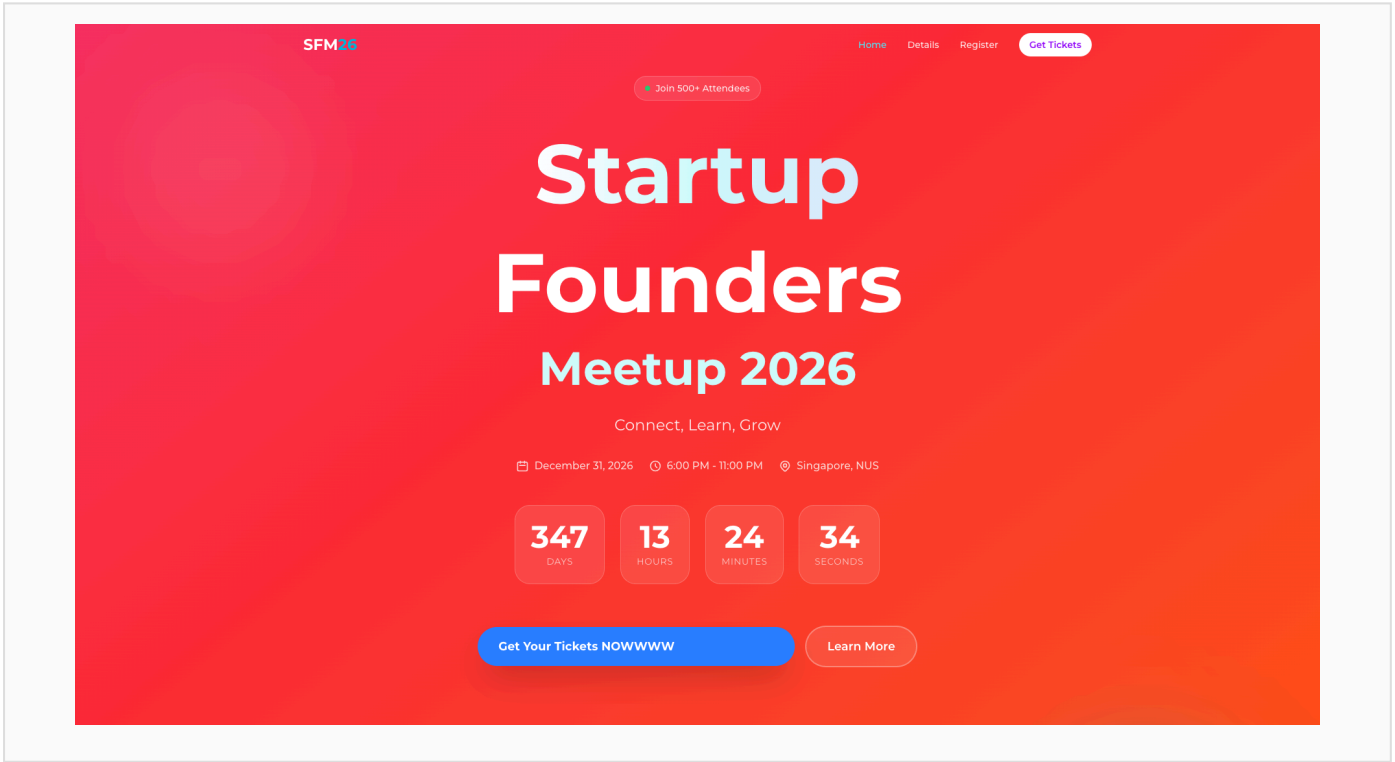 SFM26
Home Details Register Get Tickets
Join 500+ Attendees
Startup
Founders
Meetup 2026
Connect, Learn, Grow
December 31, 2026 6:00 PM - 11:00 PM Singapore, NUS
347 13 24 34
DAYS HOURS MINUTES SECONDS
Get Your Tickets NOWWWW Learn More